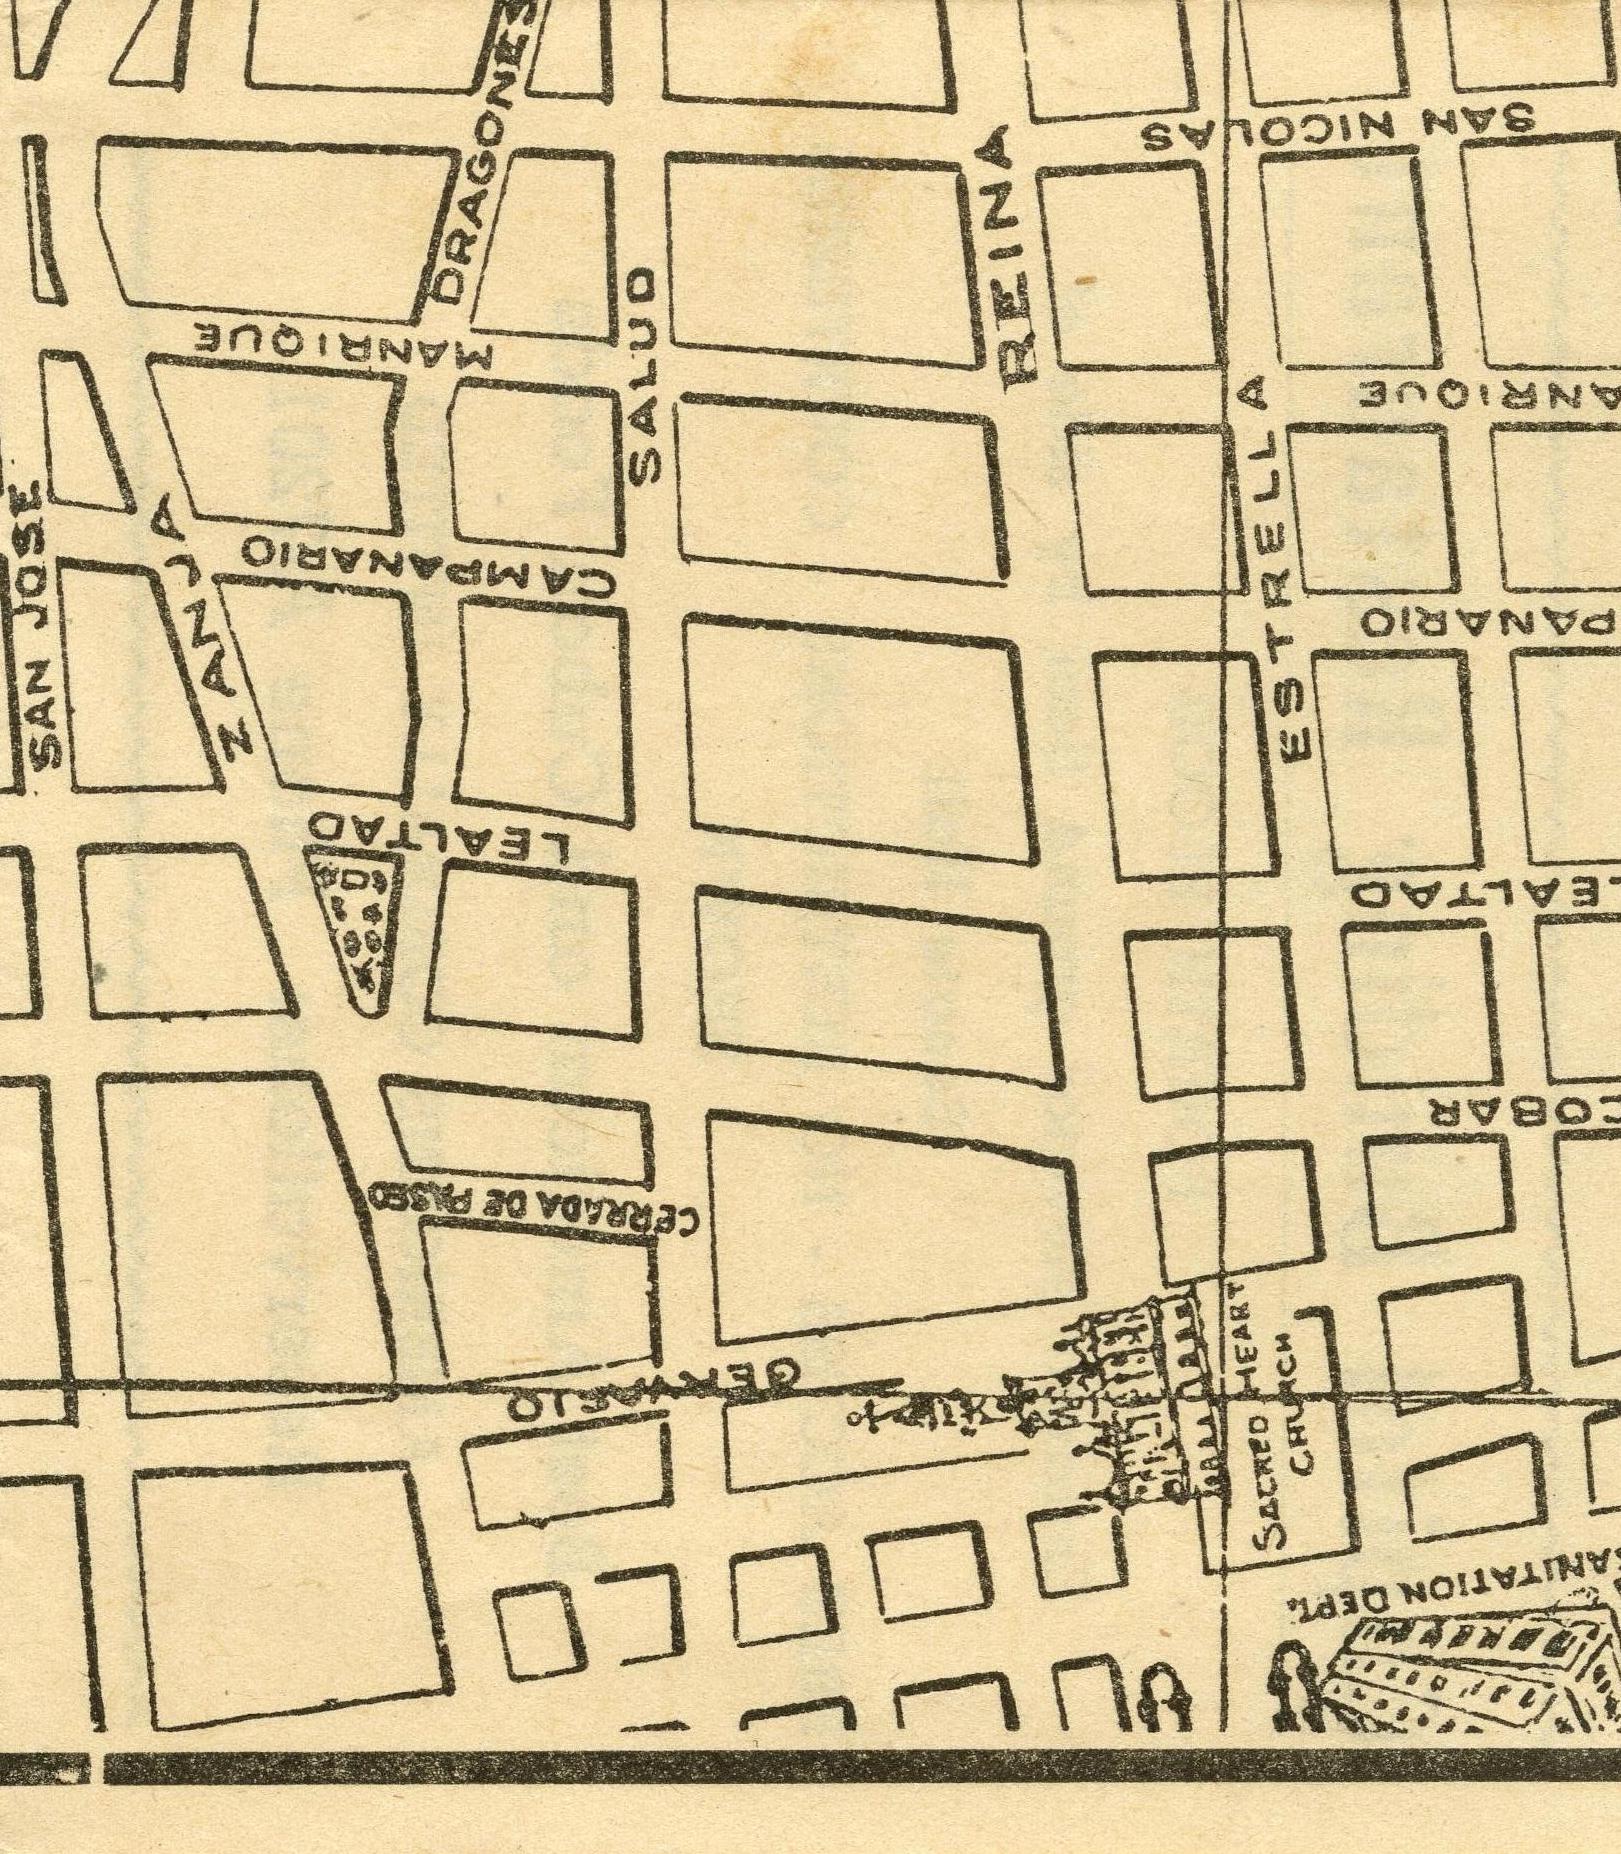 DRAGONES
SAN NICOLAS
REINA
MANRIQUE
SALUD
ANRIQUE
ESTRELLA
SAN JOSE
ZANJA
CAMPANARIO
PANARIO
LEALTAD
LEALTAD
COBAR
CERRADA DE PASEO
GERVASIO
SACRED HEART
CHURCH
ANITATION DEPT.